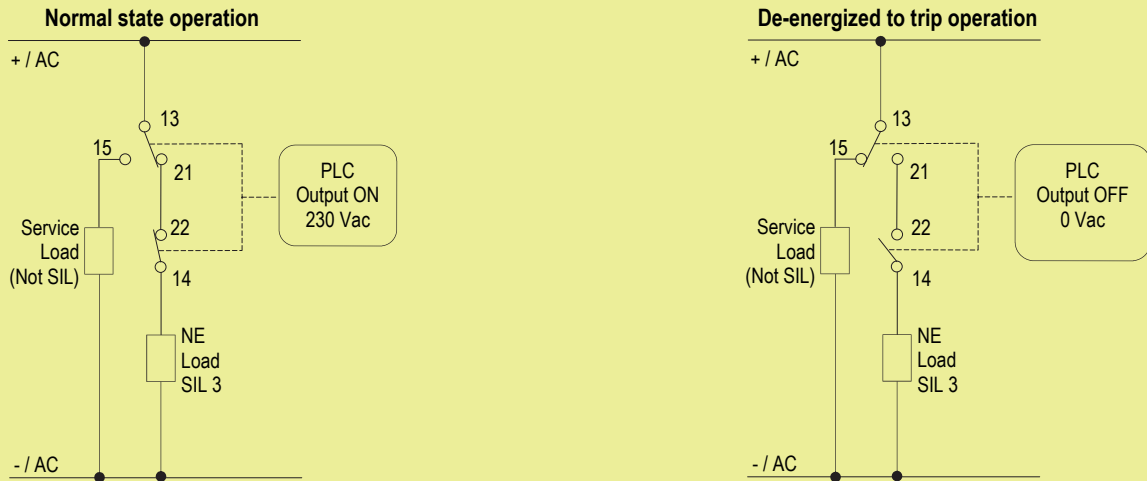 Normal state operation
+ / AC
13
15
21
PLC
Output ON
230 Vac
22
Service
Load
(Not SIL)
14
NE
Load
SIL 3
- / AC
De-energized to trip operation
+ / AC
13
15
21
PLC
Output OFF
0 Vac
22
Service
Load
(Not SIL)
14
NE
Load
SIL 3
- / AC